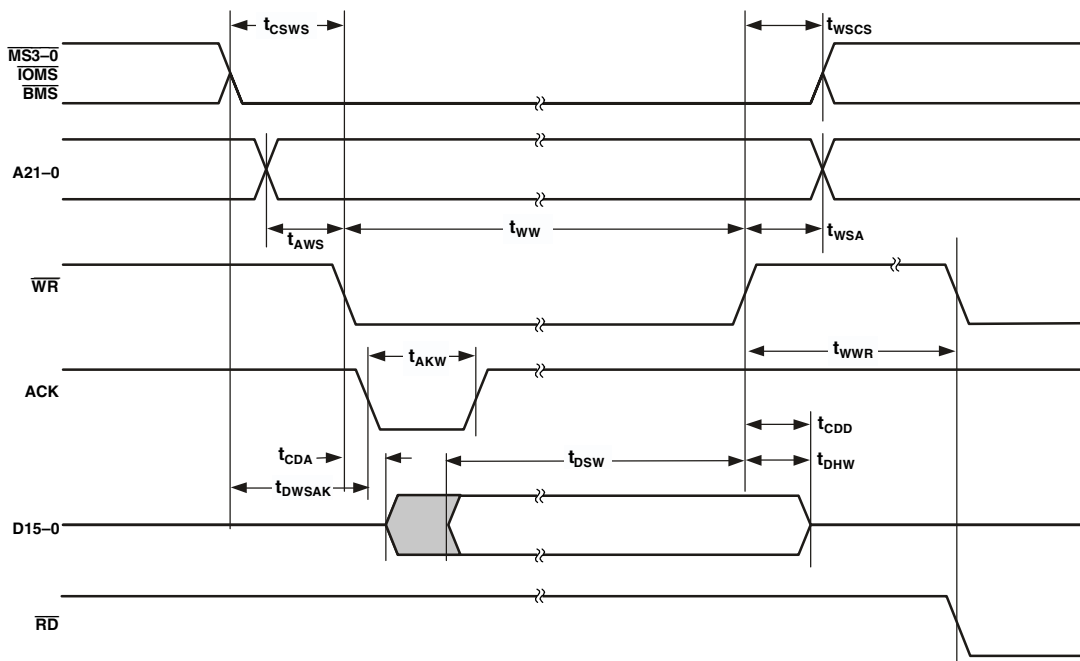 tCSWS
tWSCS
MS3–0
IOMS
BMS
A21–0
tAWS
tWW
tWSA
WR
tAKW
tWWR
ACK
tCDD
tCDA
tDSW
tDHW
tDWSAK
D15–0
RD